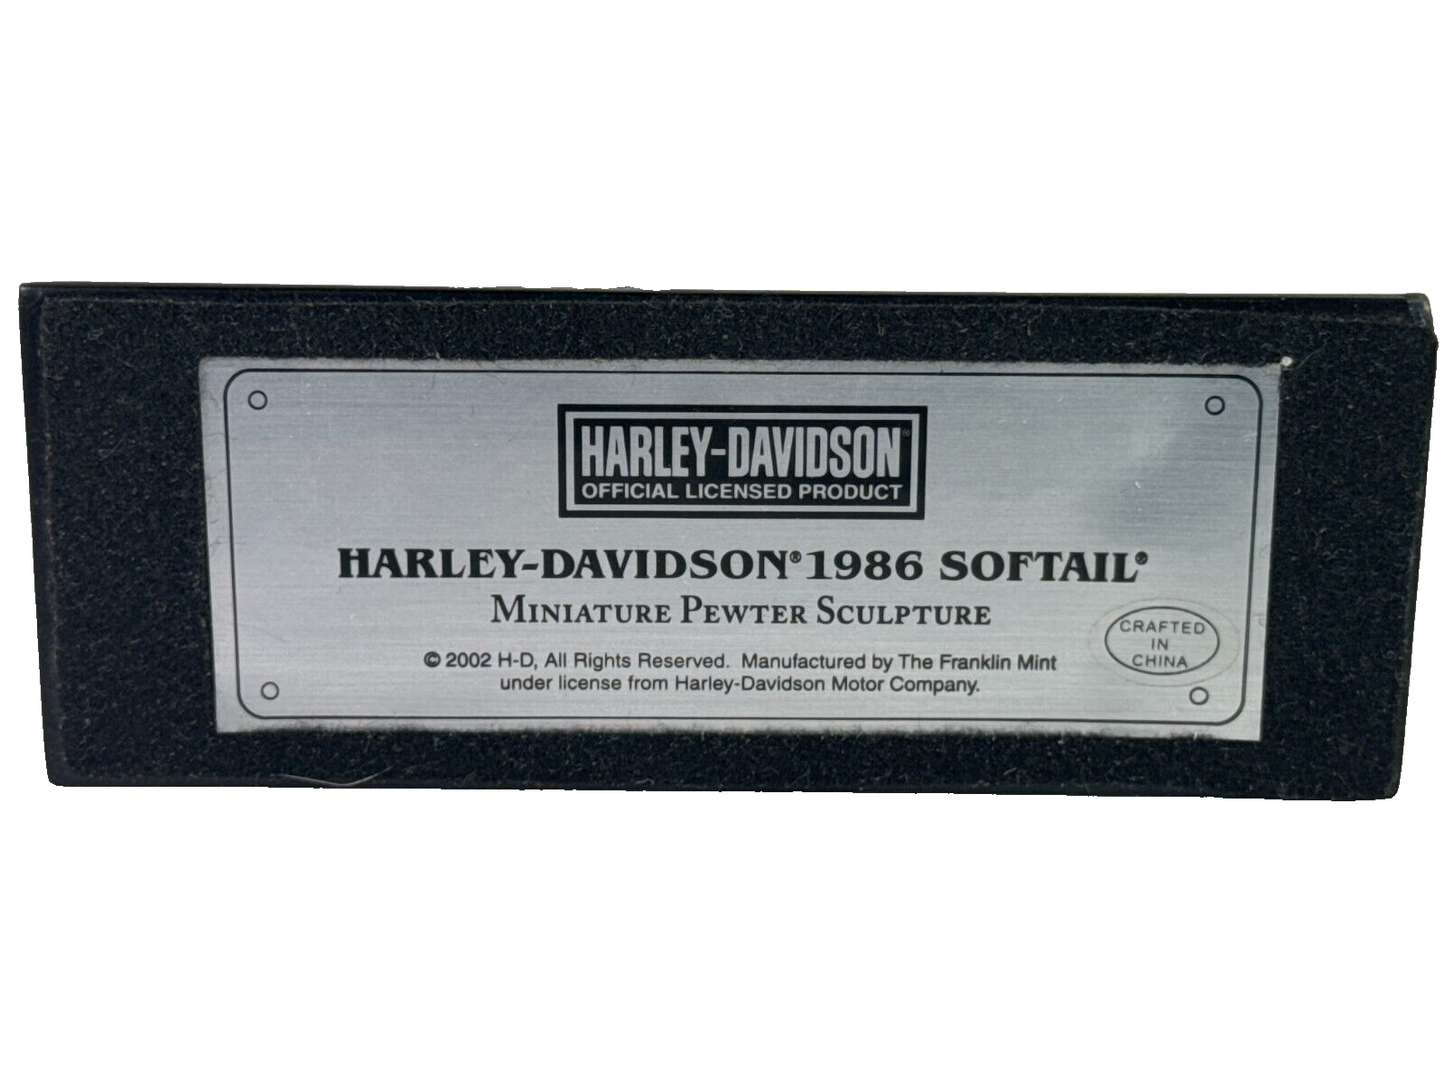 HARLEY-DAVIDSON®
OFFICIAL LICENSED PRODUCT
HARLEY-DAVIDSON® 1986 SOFTAIL®
MINIATURE PEWTER SCULPTURE
© 2002 H-D, All Rights Reserved. Manufactured by The Franklin Mint
under license from Harley-Davidson Motor Company.
CRAFTED
IN
CHINA